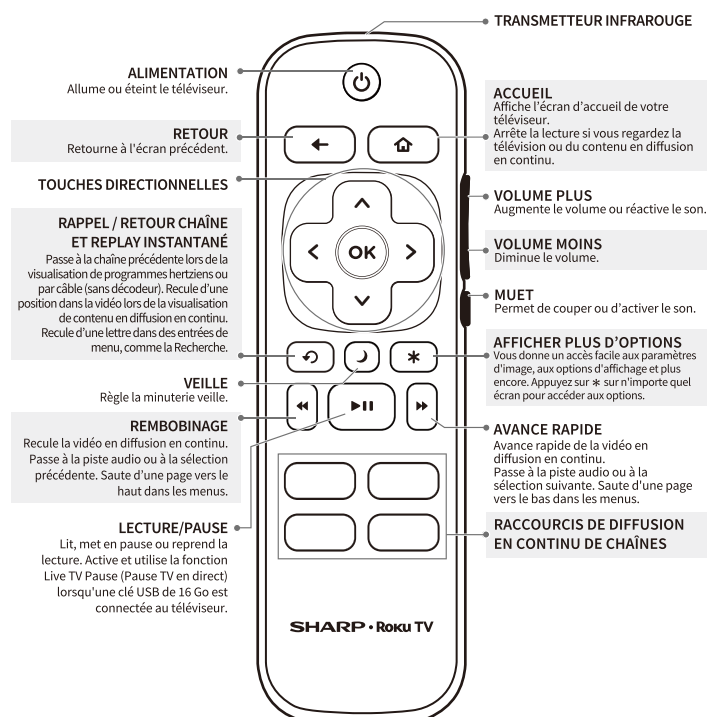 TRANSMETTEUR INFRAROUGE
ALIMENTATION
Allume ou éteint le téléviseur.
RETOUR
Retourne à l'écran précédent.
TOUCHES DIRECTIONNELLES
RAPPEL / RETOUR CHAÎNE
ET REPLAY INSTANTANÉ
Passe à la chaîne précédente lors de la
visualisation de programmes hertziens ou
par câble (sans décodeur). Recule d’une
position dans la vidéo lors de la visualisation
de contenu en diffusion en continu.
Recule d’une lettre dans des entrées de
menu, comme la Recherche.
VEILLE
Règle la minuterie veille.
REMBOBINAGE
Recule la vidéo en diffusion en continu.
Passe à la piste audio ou à la sélection
précédente. Saute d’une page vers le
haut dans les menus.
LECTURE/PAUSE
Lit, met en pause ou reprend la
lecture. Active et utilise la fonction
Live TV Pause (Pause TV en direct)
lorsqu'une clé USB de 16 Go est
connectée au téléviseur.
OK
SHARP • ROKU TV
ACCUEIL
Affiche l’écran d’accueil de votre
téléviseur.
Arrête la lecture si vous regardez la
télévision ou du contenu en diffusion
en continu.
VOLUME PLUS
Augmente le volume ou réactive le son.
VOLUME MOINS
Diminue le volume.
MUET
Permet de couper ou d’activer le son.
AFFICHER PLUS D’OPTIONS
Vous donne un accès facile aux paramètres
d'image, aux options d'affichage et plus
encore. Appuyez sur * sur n'importe quel
écran pour accéder aux options.
AVANCE RAPIDE
Avance rapide de la vidéo en
diffusion en continu.
Passe à la piste audio ou à la
sélection suivante. Saute d'une page
vers le bas dans les menus.
RACCOURCIS DE DIFFUSION
EN CONTINU DE CHAÎNES